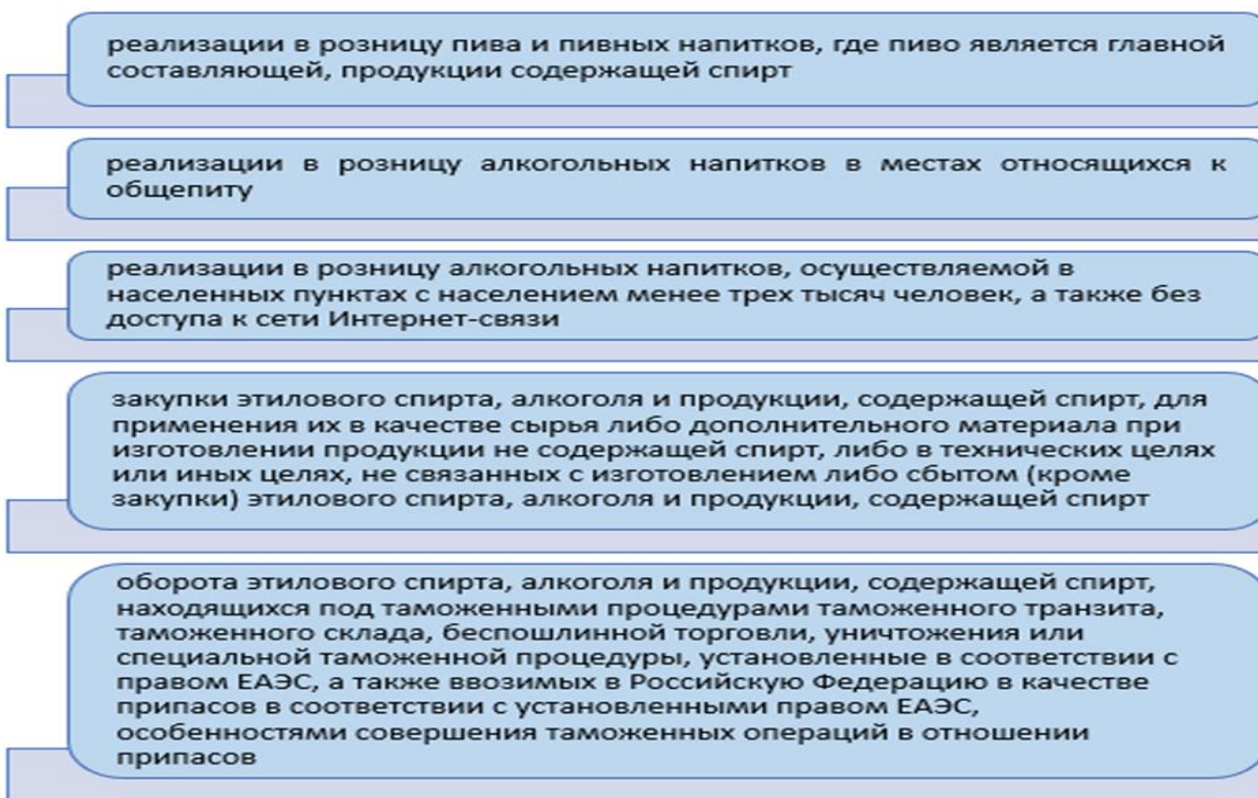 реализации в розницу пива и пивных напитков, где пиво является главной
составляющей, продукции содержащей спирт
реализации в розницу алкогольных напитков в местах относящихся к
общепиту
реализации в розницу алкогольных напитков, осуществляемой в
населенных пунктах с населением менее трех тысяч человек, а также без
доступа к сети Интернет-связи
закупки этилового спирта, алкоголя и продукции, содержащей спирт, для
применения их в качестве сырья либо дополнительного материала при
изготовлении продукции не содержащей спирт, либо в технических целях
или иных целях, не связанных с изготовлением либо сбытом (кроме
закупки) этилового спирта, алкоголя и продукции, содержащей спирт
оборота этилового спирта, алкоголя и продукции, содержащей спирт,
находящихся под таможенными процедурами таможенного транзита,
таможенного склада, беспошлинной торговли, уничтожения или
специальной таможенной процедуры, установленные в соответствии с
правом ЕАЭС, а также ввозимых в Российскую Федерацию в качестве
припасов в соответствии с установленными правом ЕАЭС,
особенностями совершения таможенных операций в отношении
припасов